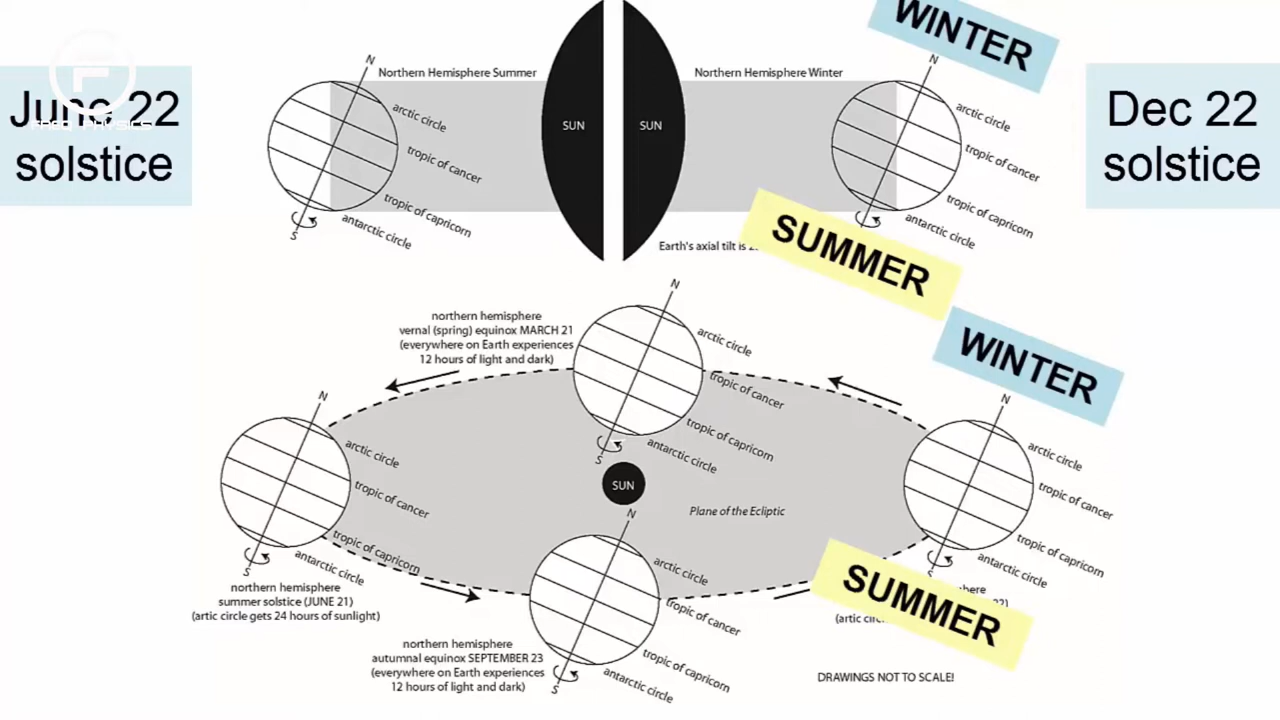 WINTER
June 22
solstice
FREQ PHYSICS
Dec 22
solstice
N
Northern Hemisphere Summer
Northern Hemisphere Winter
N
arctic circle
tropic of cancer
tropic of capricorn
antarctic circle
S
SUN
SUN
arctic circle
tropic of cancer
tropic of capricorn
antarctic circle
SUMMER
Earth's axial tilt is
northern hemisphere
vernal (spring) equinox MARCH 21
(everywhere on Earth experiences
12 hours of light and dark)
N
arctic circle
tropic of cancer
tropic of capricorn
antarctic circle
S
WINTER
N
arctic circle
tropic of cancer
tropic of capricorn
antarctic circle
S
northern hemisphere
summer solstice (JUNE 21)
(artic circle gets 24 hours of sunlight)
SUN
Plane of the Ecliptic
N
arctic circle
tropic of cancer
tropic of capricorn
antarctic circle
S
northern hemisphere
autumnal equinox SEPTEMBER 23
(everywhere on Earth experiences
12 hours of light and dark)
N
arctic circle
tropic of cancer
tropic of capricorn
antarctic circle
S
SUMMER
(artic
DRAWINGS NOT TO SCALE!